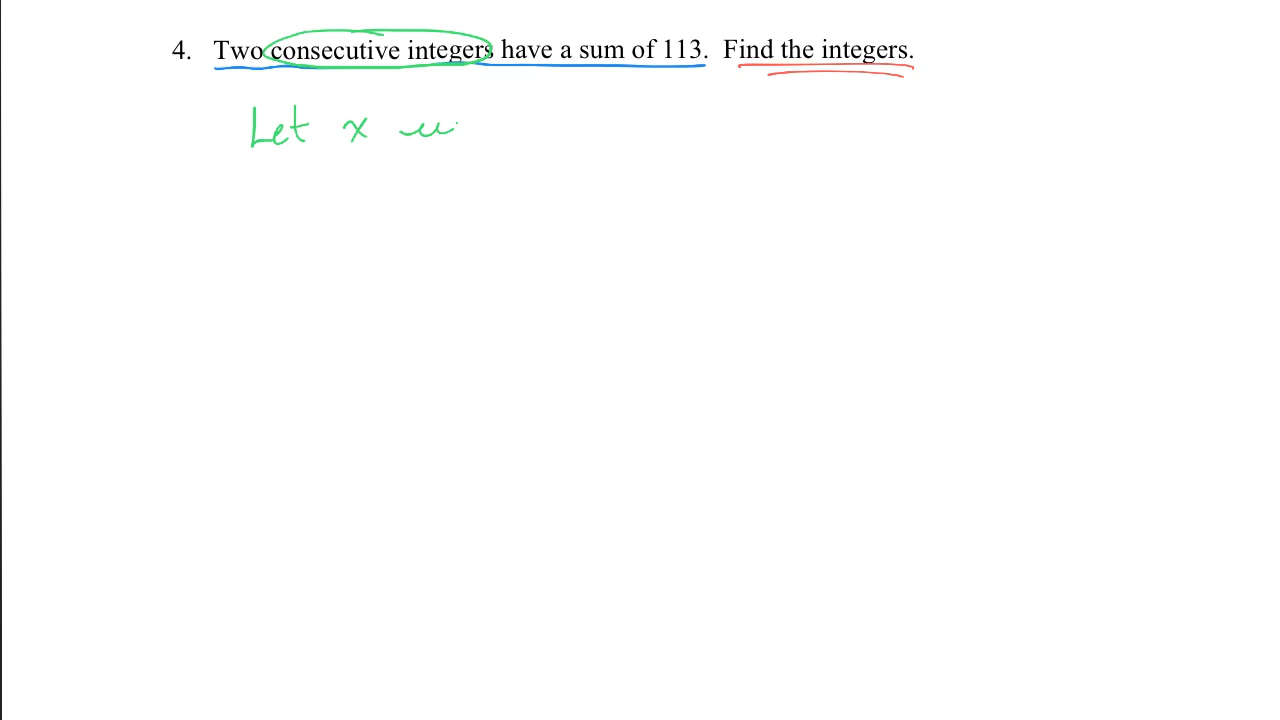 4. Two consecutive integers have a sum of 113. Find the integers.
Let x